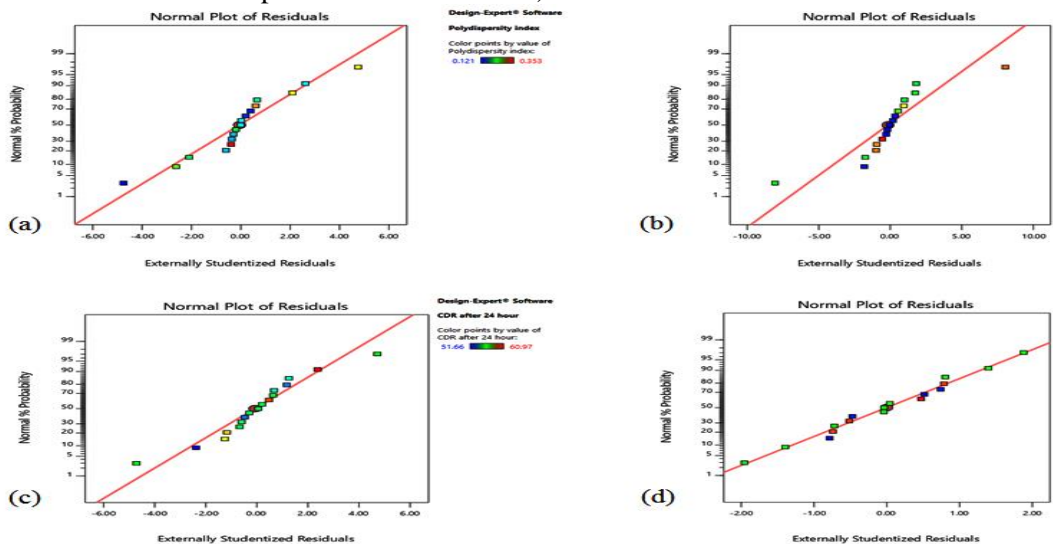 Normal Plot of Residuals
Design-Expert® Software
Polydispersity Index
Color points by value of
Polydispersity Index:
0.121 0.353
Normal % Probability
99
95
90
80
70
50
30
20
10
5
1
-6.00 -4.00 -2.00 0.00 2.00 4.00 6.00
Externally Studentized Residuals
(a)
Normal Plot of Residuals
Normal % Probability
99
95
90
80
70
50
30
20
10
5
1
-10.00 -5.00 0.00 5.00 10.00
Externally Studentized Residuals
(b)
Normal Plot of Residuals
Design-Expert® Software
CDR after 24 hour
Color points by value of
CDR after 24 hour:
51.66 60.97
Normal % Probability
99
95
90
80
70
50
30
20
10
5
1
-6.00 -4.00 -2.00 0.00 2.00 4.00 6.00
Externally Studentized Residuals
(c)
Normal Plot of Residuals
Normal % Probability
99
95
90
80
70
50
30
20
10
5
1
-2.00 -1.00 0.00 1.00 2.00
Externally Studentized Residuals
(d)